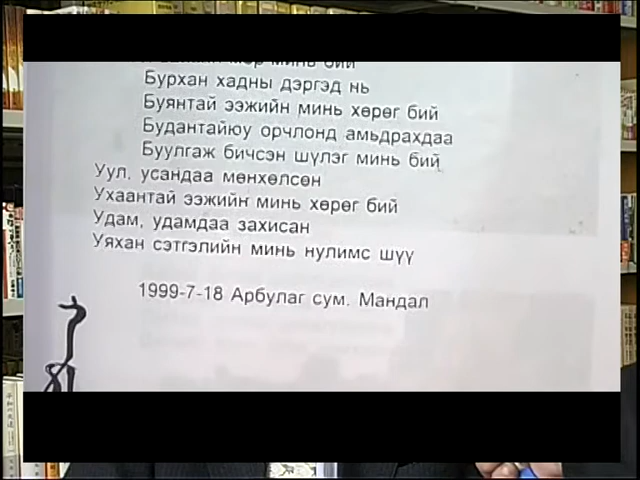 минь бий
Бурхан хадны дэргэд нь
Буянтай ээжийн минь хөрөг бий
Будантайюу орчлонд амьдрахдаа
Буулгаж бичсэн шүлэг минь бий
Уул, усандаа мөнхөлсөн
Ухаантай ээжийн минь хөрөг бий
Удам, удамдаа захисан
Уяхан сэтгэлийн минь нулимс шүү
1999-7-18 Арбулаг сум. Мандал